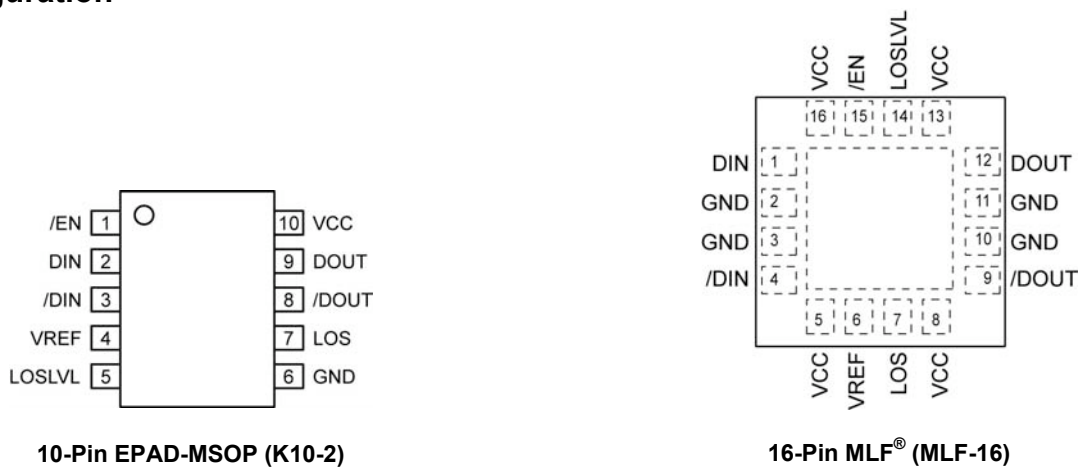 guration
/EN 1
DIN 2
/DIN 3
VREF 4
LOSLVL 5
10 VCC
9 DOUT
8 /DOUT
7 LOS
6 GND
10-Pin EPAD-MSOP (K10-2)
VCC /EN LOSLVL VCC
16 15 14 13
DIN 1
GND 2
GND 3
/DIN 4
12 DOUT
11 GND
10 GND
9 /DOUT
5 6 7 8
VCC VREF LOS VCC
16-Pin MLF® (MLF-16)